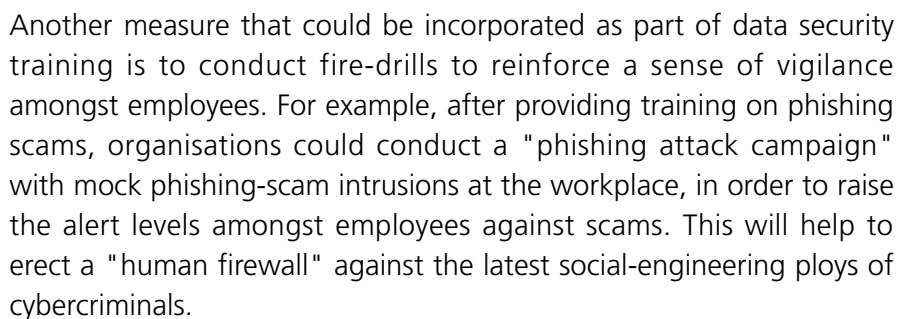 Another measure that could be incorporated as part of data security
training is to conduct fire-drills to reinforce a sense of vigilance
amongst employees. For example, after providing training on phishing
scams, organisations could conduct a "phishing attack campaign"
with mock phishing-scam intrusions at the workplace, in order to raise
the alert levels amongst employees against scams. This will help to
erect a "human firewall" against the latest social-engineering ploys of
cybercriminals.